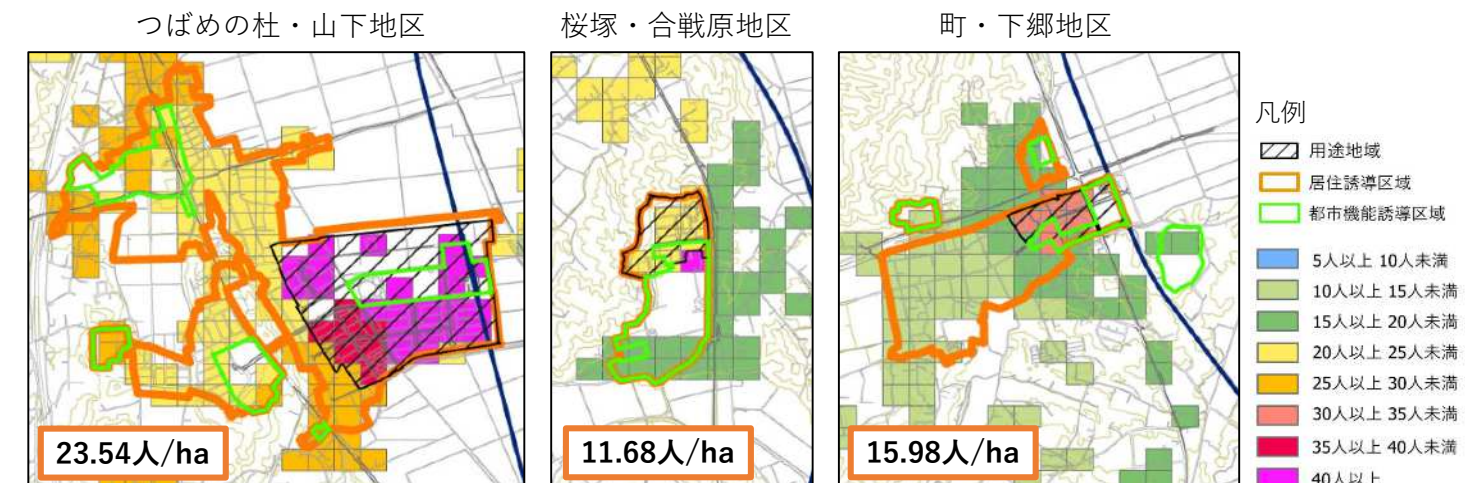 つばめの杜・山下地区
桜塚・合戦原地区
町・下郷地区
23.54人/ha
11.68人/ha
15.98人/ha
凡例
用途地域
居住誘導区域
都市機能誘導区域
5人以上 10人未満
10人以上 15人未満
15人以上 20人未満
20人以上 25人未満
25人以上 30人未満
30人以上 35人未満
35人以上 40人未満
40人以上